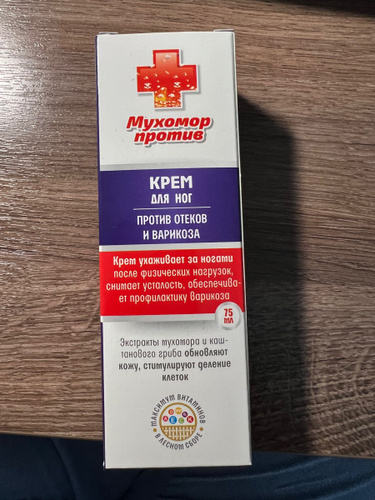 Мухомор
против
КРЕМ
ДЛЯ НОГ
ПРОТИВ ОТЕКОВ
И ВАРИКОЗА
Крем ухаживает за ногами
после физических нагрузок,
снимает усталость, обеспечива-
ет профилактику варикоза
75
МЛ
Экстракты мухомора и каш-
танового гриба обновляют
кожу, стимулируют деление
клеток
МАКСИМУМ ВИТАМИНОВ
В ЛЕСНОМ СБОРЕ